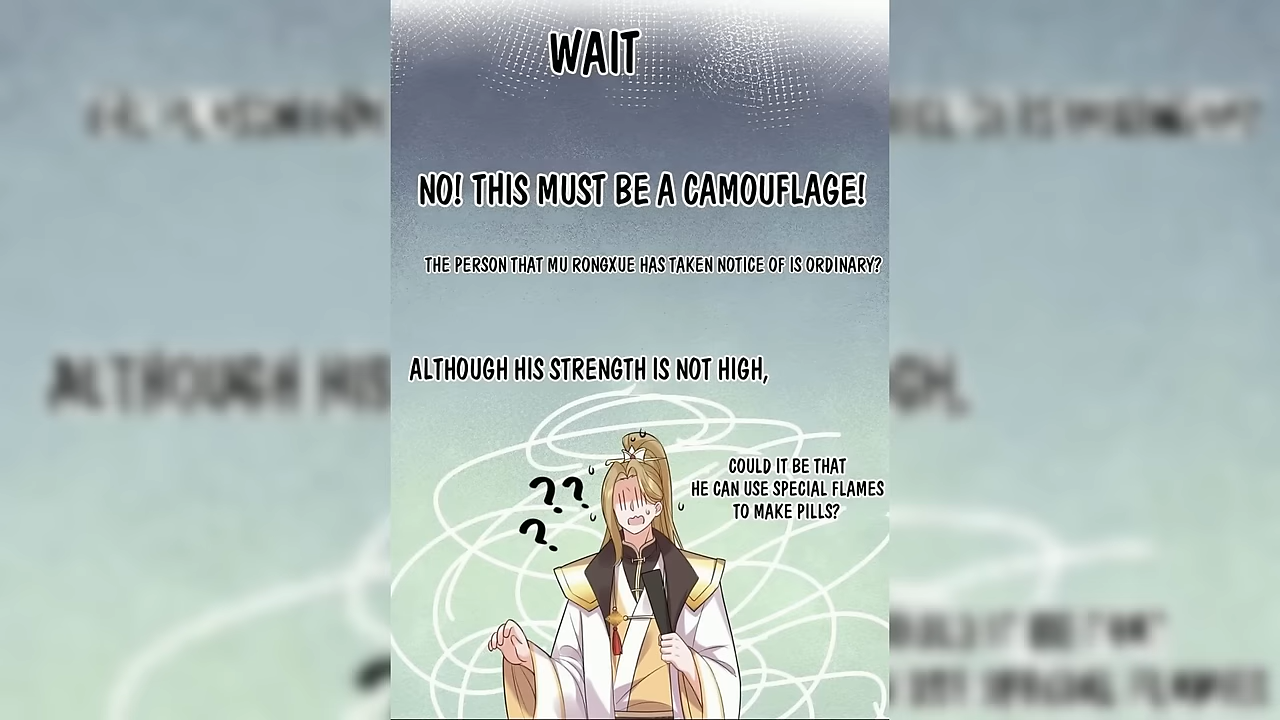 WAIT
NO! THIS MUST BE A CAMOUFLAGE!
THE PERSON THAT MU RONGXUE HAS TAKEN NOTICE OF IS ORDINARY?
ALTHOUGH HIS STRENGTH IS NOT HIGH,
COULD IT BE THAT
HE CAN USE SPECIAL FLAMES
TO MAKE PILLS?
? ?
?